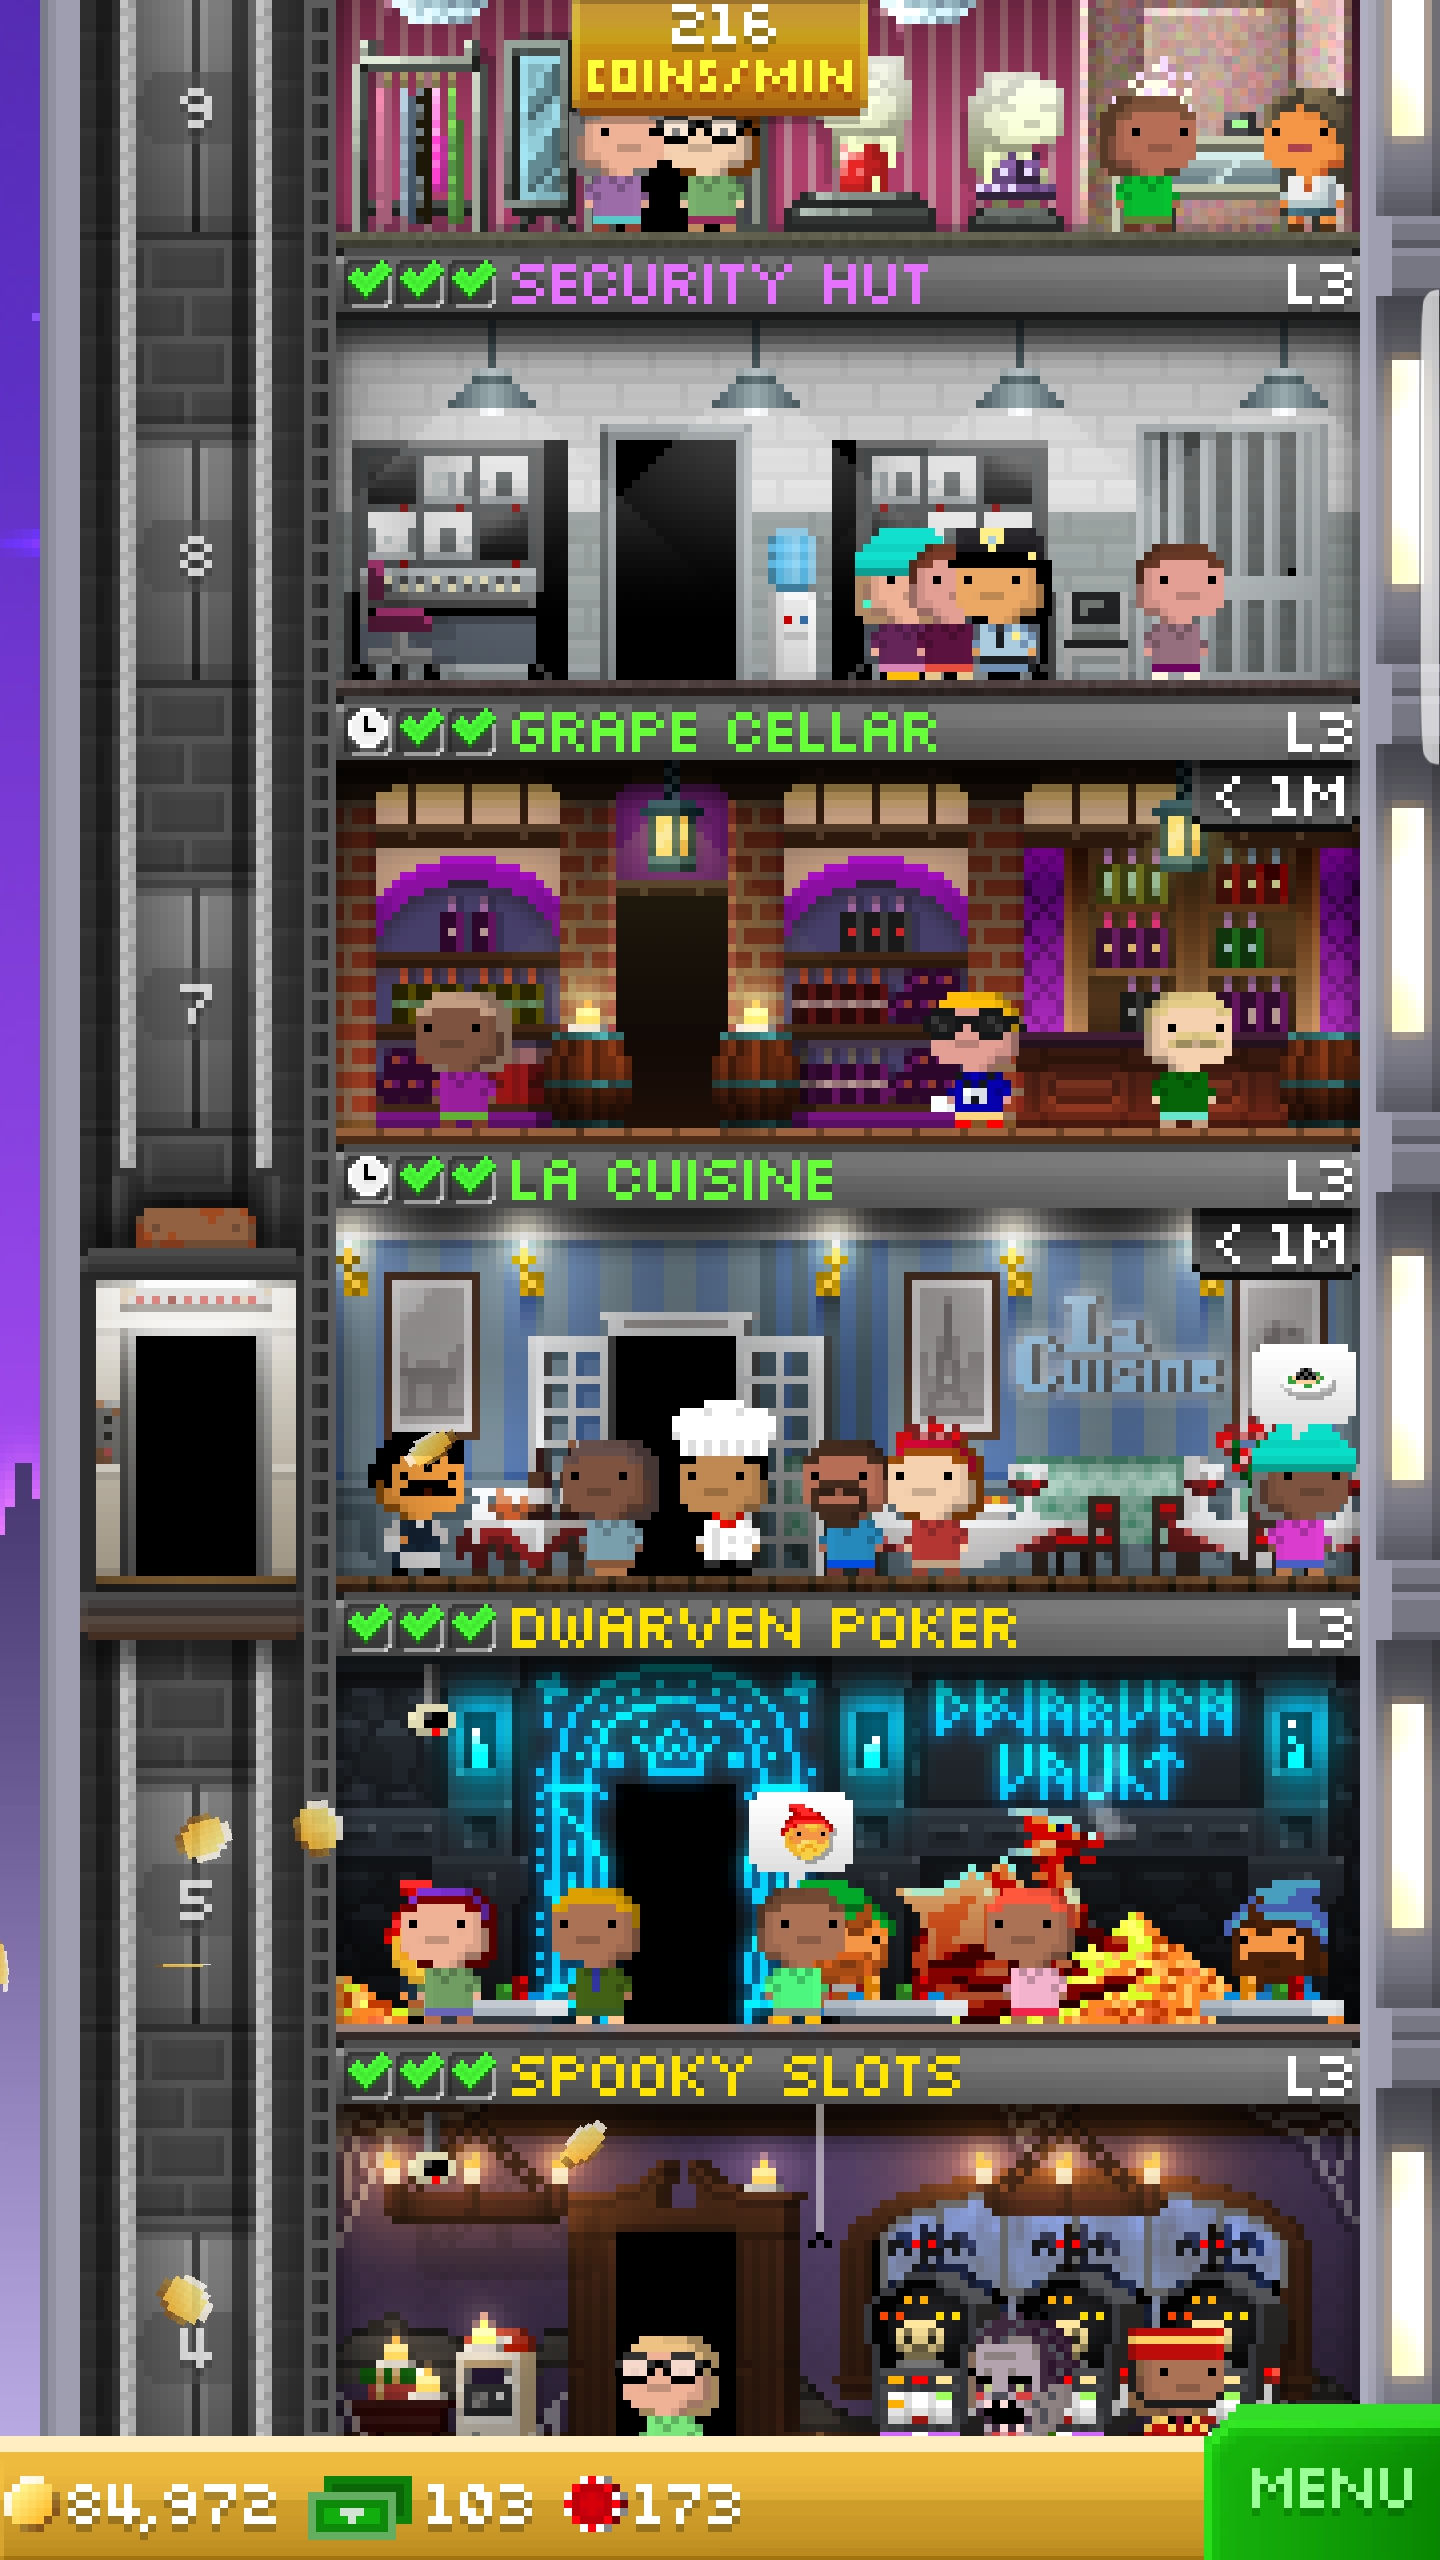 216
COINS/MIN
9
SECURITY HUT L3
8
GRAPE CELLAR L3
< 1M
7
LA CUISINE L3
< 1M
La
Cuisine
DWARVEN POKER L3
DWARVEN
VAULT
5
SPOOKY SLOTS L3
4
84,972 103 173 MENU